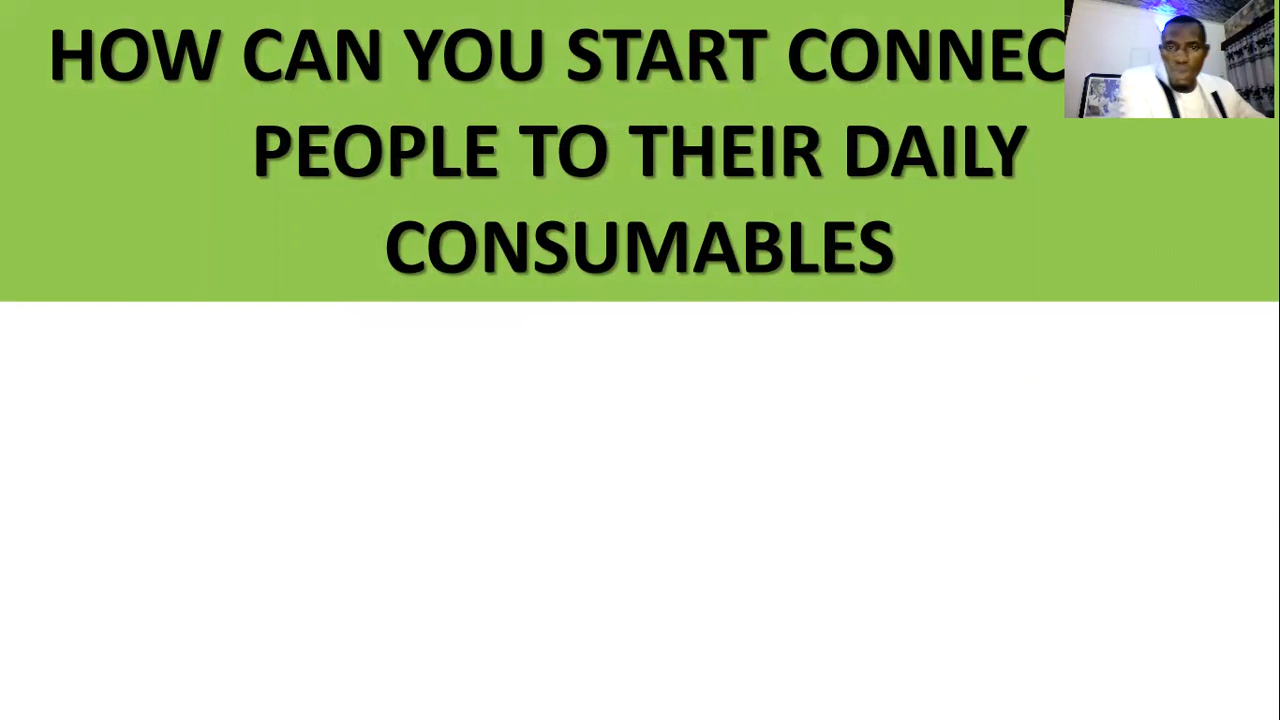 HOW CAN YOU START CONNEC
PEOPLE TO THEIR DAILY
CONSUMABLES